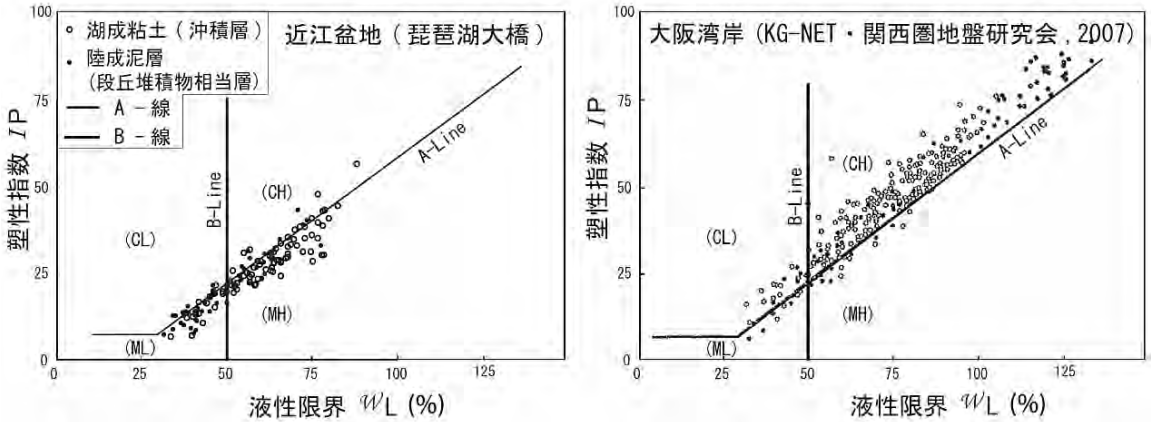 100
75
50
25
0
塑性指数 IP
○ 湖成粘土（沖積層）
• 陸成泥層
(段丘堆積物相当層)
A－線
B－線
近江盆地（琵琶湖大橋）
A-Line
B-Line
(CH)
(CL)
(MH)
(ML)
0 25 50 75 100 125
液性限界 WL (%)
100
75
50
25
0
塑性指数 IP
大阪湾岸 (KG-NET・関西圏地盤研究会, 2007)
A-Line
B-Line
(CH)
(CL)
(MH)
(ML)
0 25 50 75 100 125
液性限界 WL (%)